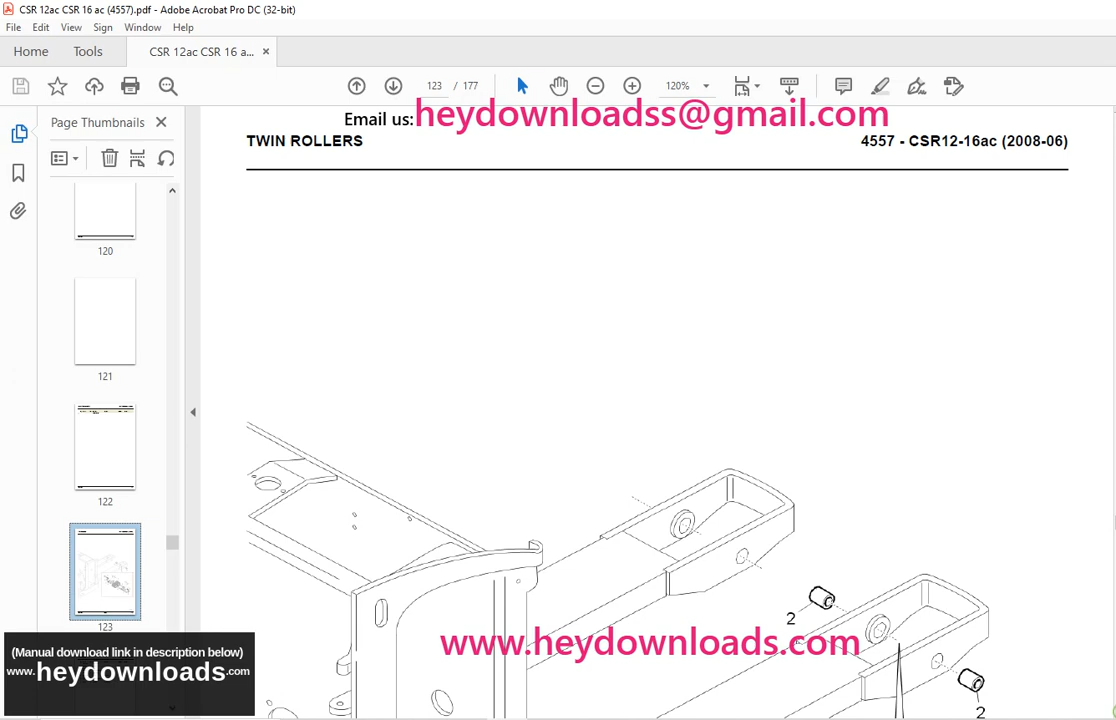 CSR 12ac CSR 16 ac (4557).pdf - Adobe Acrobat Pro DC (32-bit)
File Edit View Sign Window Help
Home Tools CSR 12ac CSR 16 a... ×
123 / 177 120%
Page Thumbnails
Email us:heydownloadss@gmail.com
TWIN ROLLERS 4557 - CSR12-16ac (2008-06)
120
121
122
123
2
2
www.heydownloads.com
(Manual download link in description below)
www.heydownloads.com